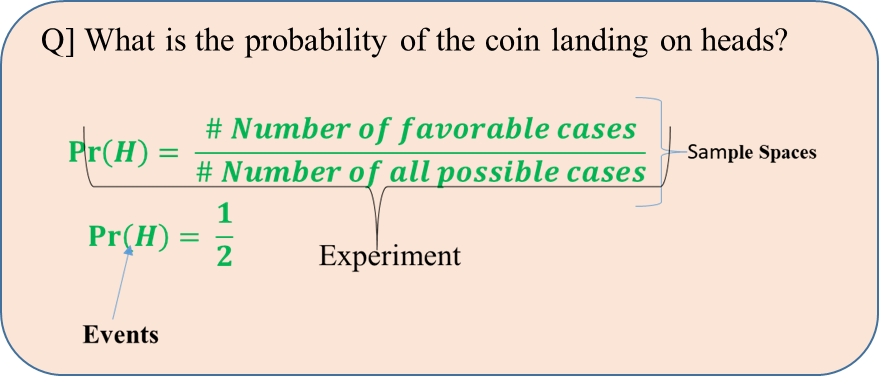 Q] What is the probability of the coin landing on heads?
Pr(H) = # Number of favorable cases
# Number of all possible cases
Sample Spaces
Pr(H) = 1
2
Experiment
Events